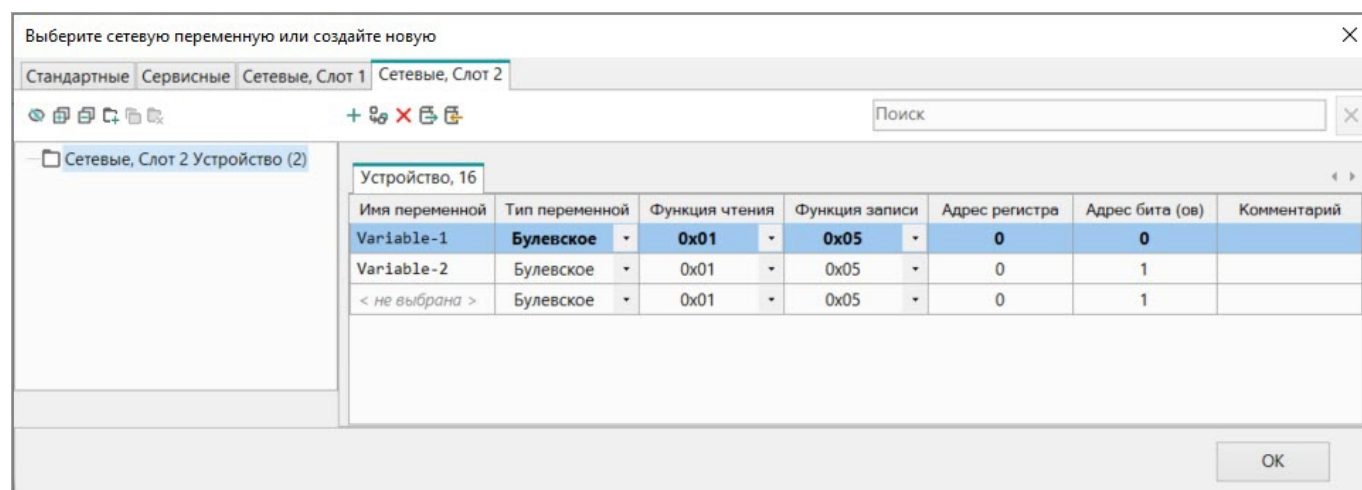 Выберите сетевую переменную или создайте новую
Стандартные Сервисные Сетевые, Слот 1 Сетевые, Слот 2
Поиск
Сетевые, Слот 2 Устройство (2)
Устройство, 16
Имя переменной Тип переменной Функция чтения Функция записи Адрес регистра Адрес бита (ов) Комментарий
Variable-1 Булевское 0x01 0x05 0 0
Variable-2 Булевское 0x01 0x05 0 1
< не выбрана > Булевское 0x01 0x05 0 1
OK